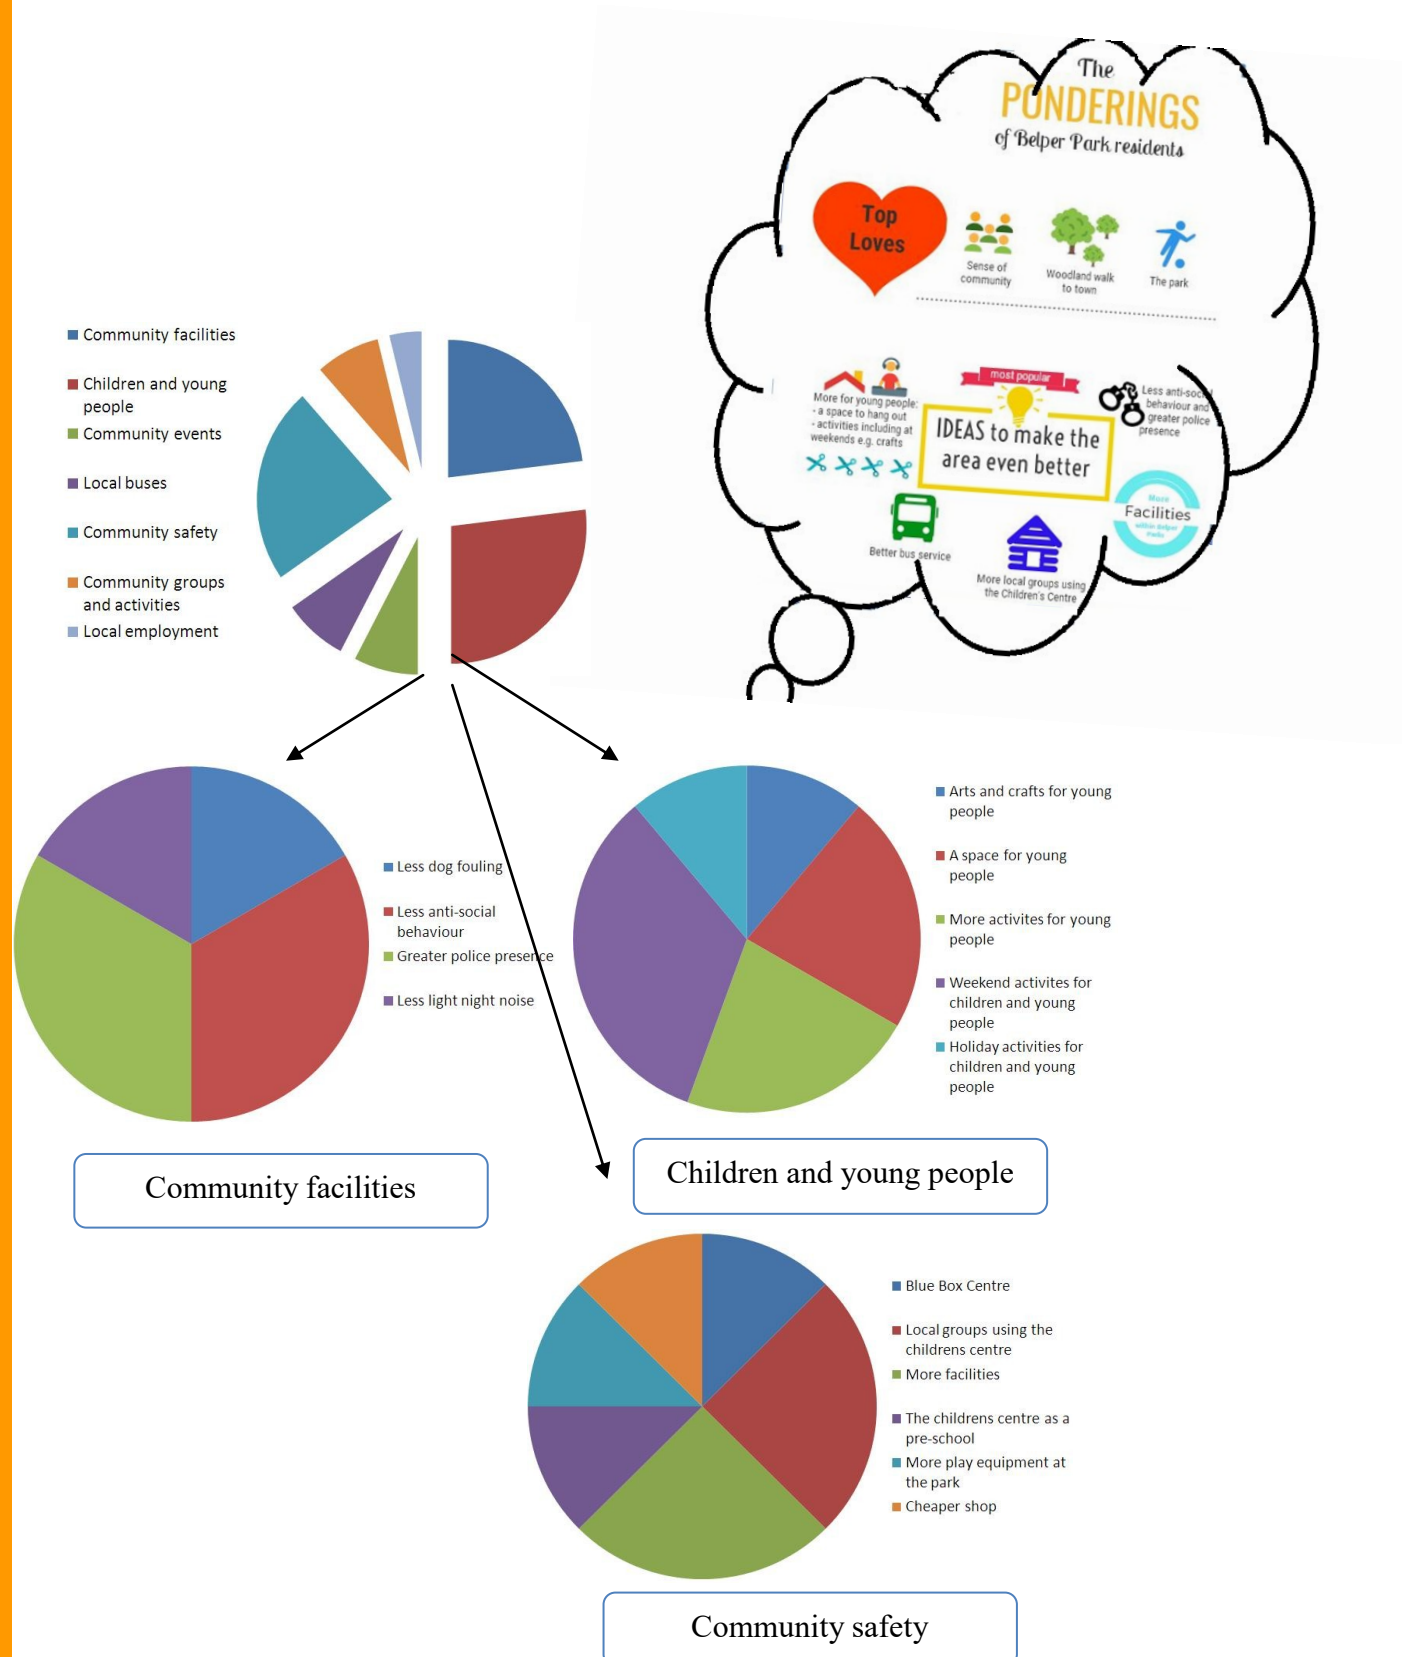 The
PONDERINGS
of Belper Park residents
Top
Loves
Sense of
community
Woodland walk
to town
The park
Community facilities
Children and young
people
Community events
Local buses
Community safety
Community groups
and activities
Local employment
More for young people:
- a space to hang out
- activities including at
weekends e.g. crafts
most popular
IDEAS to make the
area even better
Less anti-social
behaviour and
greater police
presence
Better bus service
More local groups using
the Children's Centre
More
Facilities
within Belper
Parks
Less dog fouling
Less anti-social
behaviour
Greater police presence
Less light night noise
Arts and crafts for young
people
A space for young
people
More activites for young
people
Weekend activites for
children and young
people
Holiday activities for
children and young
people
Community facilities
Children and young people
Blue Box Centre
Local groups using the
childrens centre
More facilities
The childrens centre as a
pre-school
More play equipment at
the park
Cheaper shop
Community safety